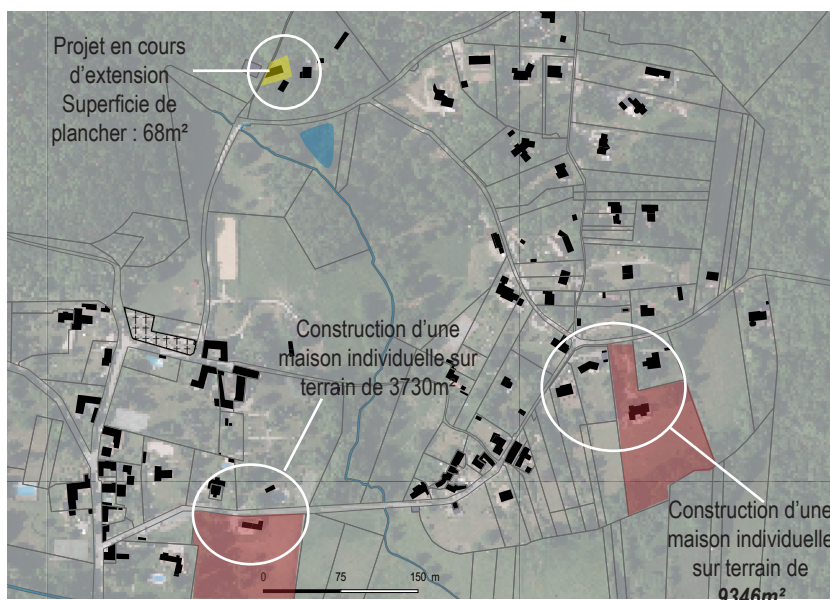 Projet en cours
d’extension
Superficie de
plancher : 68m²
Construction d’une
maison individuelle sur
terrain de 3730m²
Construction d’une
maison individuelle
sur terrain de
9346m²
0 75 150 m